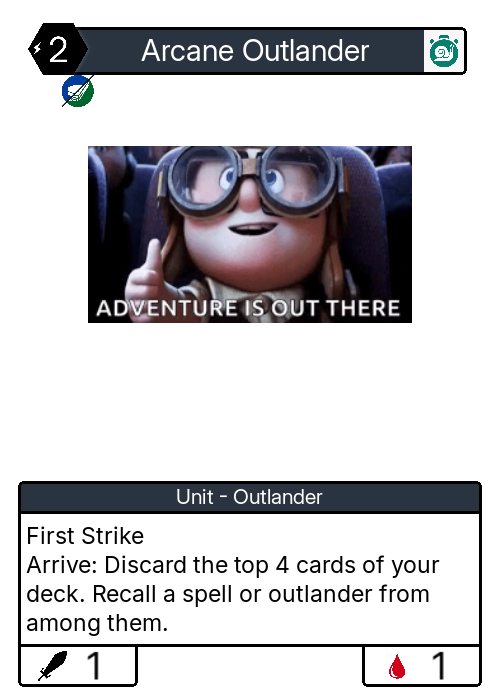 2
Arcane Outlander
ADVENTURE IS OUT THERE
Unit - Outlander
First Strike
Arrive: Discard the top 4 cards of your
deck. Recall a spell or outlander from
among them.
1
1